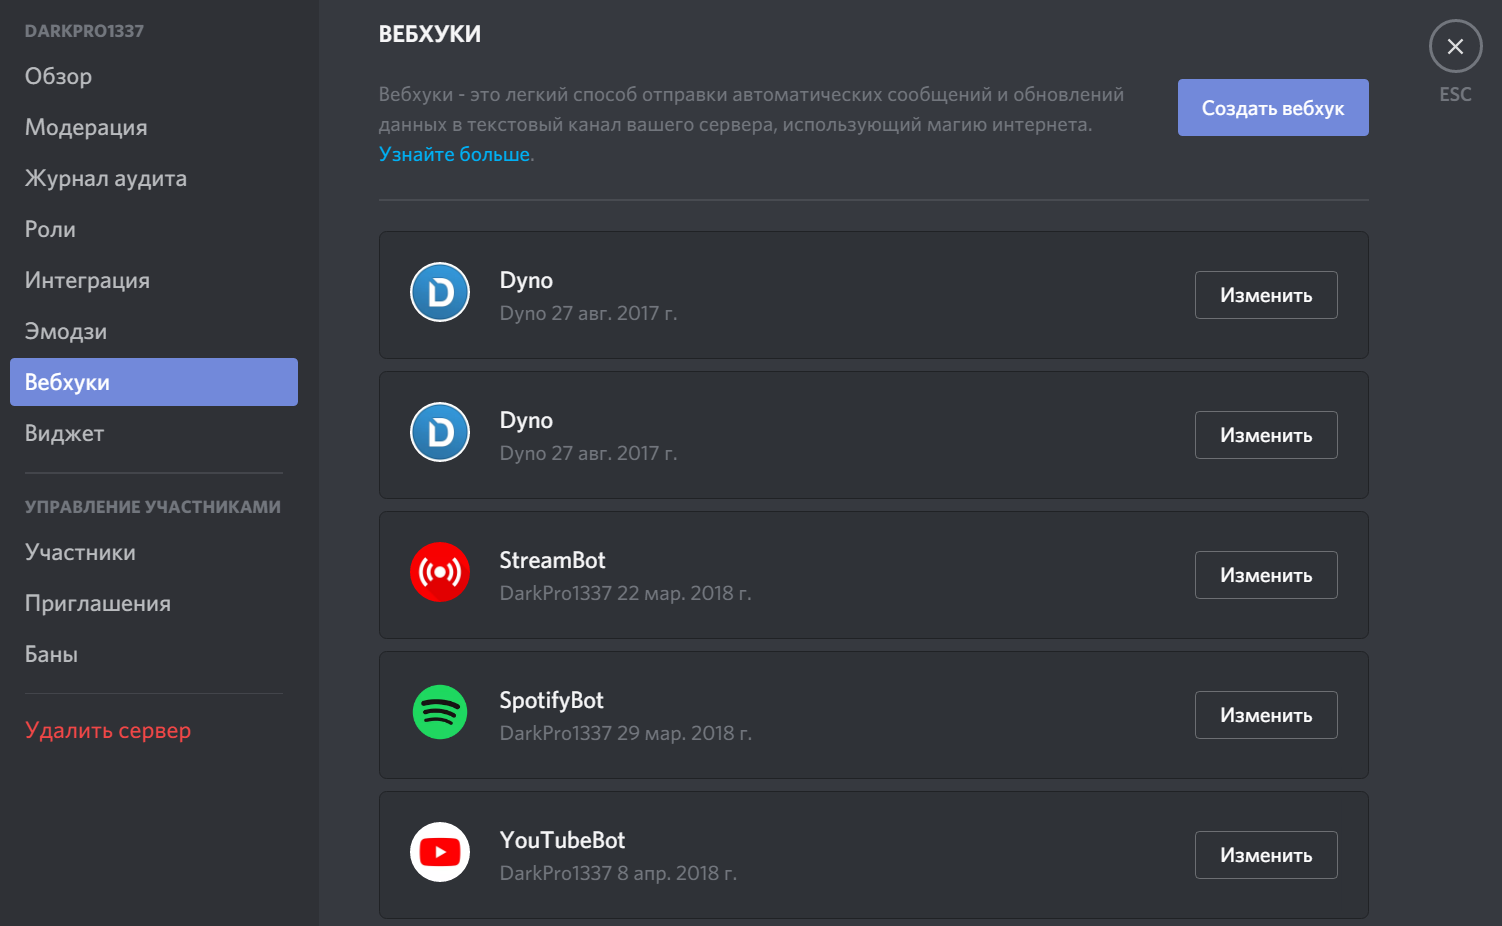 DARKPRO1337
Обзор
Модерация
Журнал аудита
Роли
Интеграция
Эмодзи
Вебхуки
Виджет
УПРАВЛЕНИЕ УЧАСТНИКАМИ
Участники
Приглашения
Баны
Удалить сервер
ВЕБХУКИ
Вебхуки - это легкий способ отправки автоматических сообщений и обновлений
данных в текстовый канал вашего сервера, использующий магию интернета.
Узнайте больше.
Создать вебхук
ESC
Dyno
Dyno 27 авг. 2017 г.
Изменить
Dyno
Dyno 27 авг. 2017 г.
Изменить
StreamBot
DarkPro1337 22 мар. 2018 г.
Изменить
SpotifyBot
DarkPro1337 29 мар. 2018 г.
Изменить
YouTubeBot
DarkPro1337 8 апр. 2018 г.
Изменить